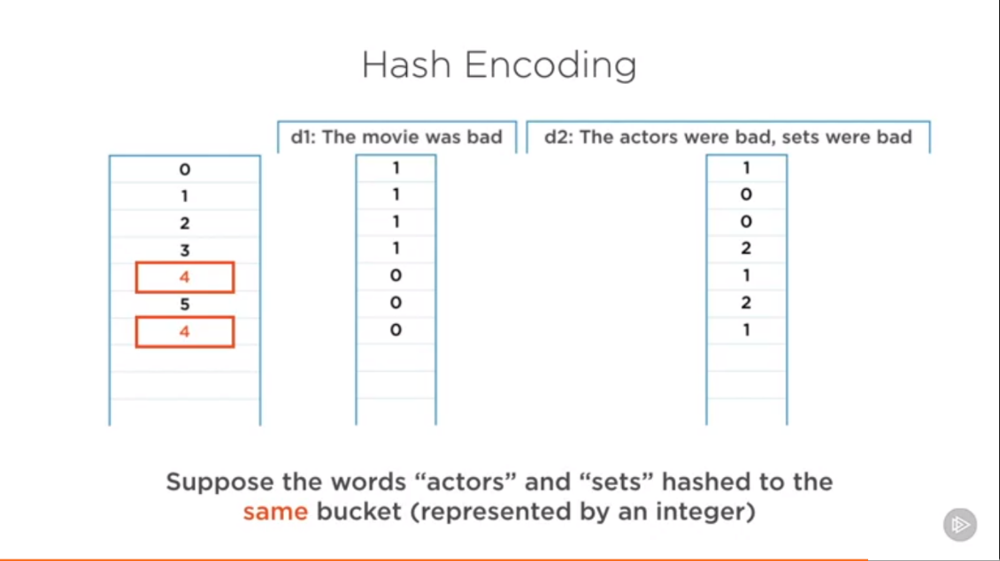 Hash Encoding
d1: The movie was bad d2: The actors were bad, sets were bad
0 1 1
1 1 0
2 1 0
3 1 2
4 0 1
5 0 2
4 0 1
Suppose the words “actors” and “sets” hashed to the
same bucket (represented by an integer)